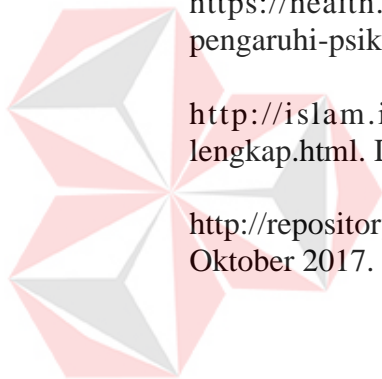 https://health.
pengaruhi-psik
http://islam.i
lengkap.html.
http://repositor
Oktober 2017.